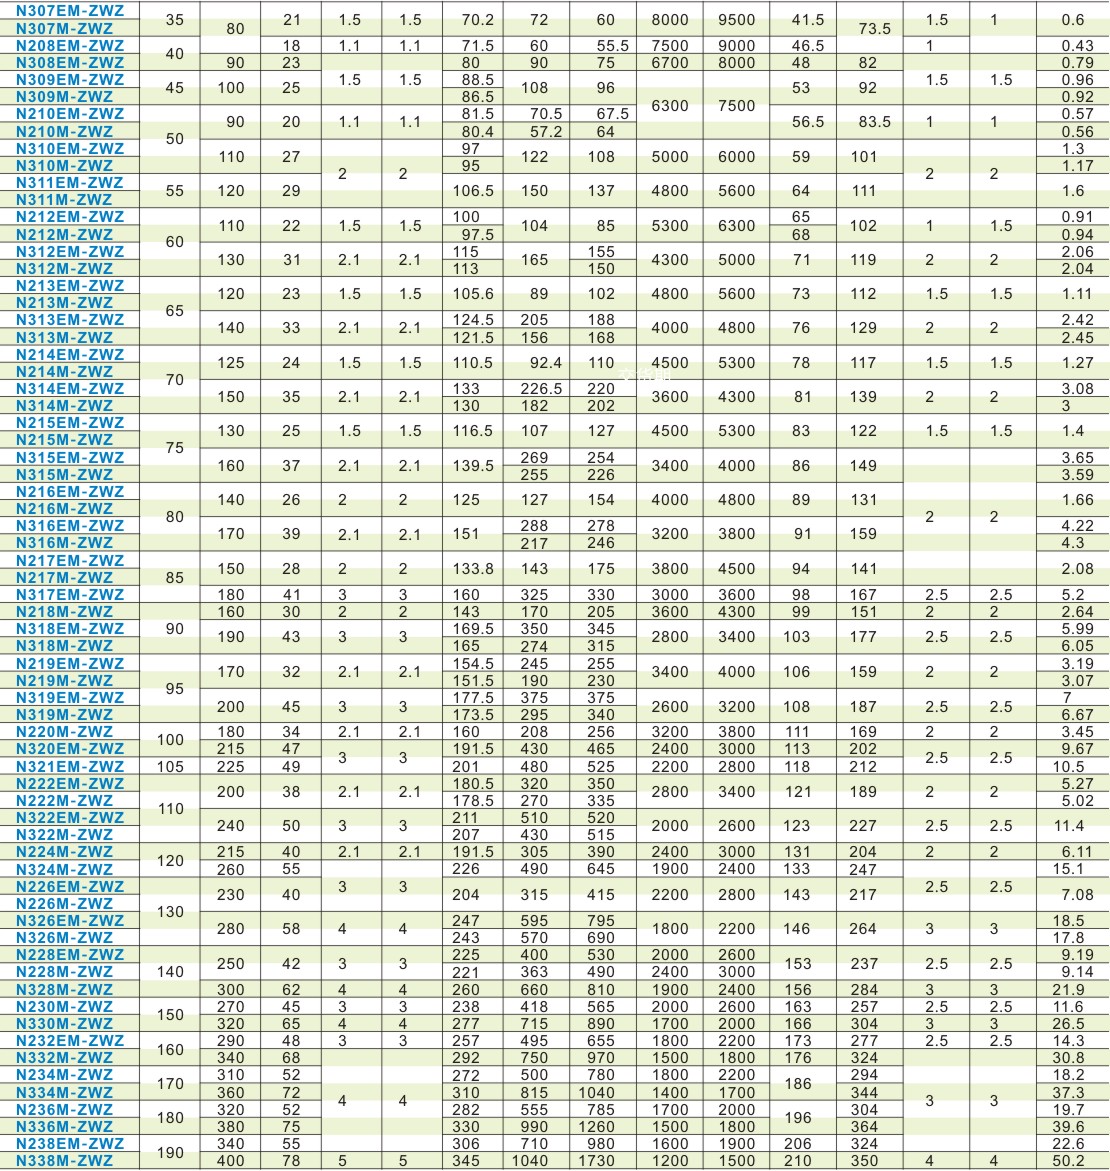 N307EM-ZWZ 35 80 21 1.5 1.5 70.2 72 60 8000 9500 41.5 73.5 1.5 1 0.6
N307M-ZWZ
N208EM-ZWZ 40 18 1.1 1.1 71.5 60 55.5 7500 9000 46.5 1 0.43
N308EM-ZWZ 90 23 1.5 1.5 80 90 75 6700 8000 48 82 1.5 1.5 0.79
N309EM-ZWZ 45 100 25 88.5 108 96 6300 7500 53 92 0.96
N309M-ZWZ 86.5 0.92
N210EM-ZWZ 50 90 20 1.1 1.1 81.5 70.5 67.5 56.5 83.5 1 1 0.57
N210M-ZWZ 80.4 57.2 64 0.56
N310EM-ZWZ 110 27 2 2 97 122 108 5000 6000 59 101 2 2 1.3
N310M-ZWZ 95 1.17
N311EM-ZWZ 55 120 29 106.5 150 137 4800 5600 64 111 1.6
N311M-ZWZ
N212EM-ZWZ 60 110 22 1.5 1.5 100 104 85 5300 6300 65 102 1 1.5 0.91
N212M-ZWZ 97.5 68 0.94
N312EM-ZWZ 130 31 2.1 2.1 115 165 155 4300 5000 71 119 2 2 2.06
N312M-ZWZ 113 150 2.04
N213EM-ZWZ 65 120 23 1.5 1.5 105.6 89 102 4800 5600 73 112 1.5 1.5 1.11
N213M-ZWZ
N313EM-ZWZ 140 33 2.1 2.1 124.5 205 188 4000 4800 76 129 2 2 2.42
N313M-ZWZ 121.5 156 168 2.45
N214EM-ZWZ 70 125 24 1.5 1.5 110.5 92.4 110 4500 5300 78 117 1.5 1.5 1.27
N214M-ZWZ
N314EM-ZWZ 150 35 2.1 2.1 133 226.5 220 3600 4300 81 139 2 2 3.08
N314M-ZWZ 130 182 202 3
N215EM-ZWZ 75 130 25 1.5 1.5 116.5 107 127 4500 5300 83 122 1.5 1.5 1.4
N215M-ZWZ
N315EM-ZWZ 160 37 2.1 2.1 139.5 269 254 3400 4000 86 149 2 2 3.65
N315M-ZWZ 255 226 3.59
N216EM-ZWZ 80 140 26 2 2 125 127 154 4000 4800 89 131 1.66
N216M-ZWZ
N316EM-ZWZ 170 39 2.1 2.1 151 288 278 3200 3800 91 159 4.22
N316M-ZWZ 217 246 4.3
N217EM-ZWZ 85 150 28 2 2 133.8 143 175 3800 4500 94 141 2.08
N217M-ZWZ
N317EM-ZWZ 180 41 3 3 160 325 330 3000 3600 98 167 2.5 2.5 5.2
N218M-ZWZ 90 160 30 2 2 143 170 205 3600 4300 99 151 2 2 2.64
N318EM-ZWZ 190 43 3 3 169.5 350 345 2800 3400 103 177 2.5 2.5 5.99
N318M-ZWZ 165 274 315 6.05
N219EM-ZWZ 95 170 32 2.1 2.1 154.5 245 255 3400 4000 106 159 2 2 3.19
N219M-ZWZ 151.5 190 230 3.07
N319EM-ZWZ 200 45 3 3 177.5 375 375 2600 3200 108 187 2.5 2.5 7
N319M-ZWZ 173.5 295 340 6.67
N220M-ZWZ 100 180 34 2.1 2.1 160 208 256 3200 3800 111 169 2 2 3.45
N320EM-ZWZ 215 47 3 3 191.5 430 465 2400 3000 113 202 2.5 2.5 9.67
N321EM-ZWZ 105 225 49 201 480 525 2200 2800 118 212 10.5
N222EM-ZWZ 110 200 38 2.1 2.1 180.5 320 350 2800 3400 121 189 2 2 5.27
N222M-ZWZ 178.5 270 335 5.02
N322EM-ZWZ 240 50 3 3 211 510 520 2000 2600 123 227 2.5 2.5 11.4
N322M-ZWZ 207 430 515
N224M-ZWZ 120 215 40 2.1 2.1 191.5 305 390 2400 3000 131 204 2 2 6.11
N324M-ZWZ 260 55 3 3 226 490 645 1900 2400 133 247 2.5 2.5 15.1
N226EM-ZWZ 130 230 40 204 315 415 2200 2800 143 217 7.08
N226M-ZWZ
N326EM-ZWZ 280 58 4 4 247 595 795 1800 2200 146 264 3 3 18.5
N326M-ZWZ 243 570 690 17.8
N228EM-ZWZ 140 250 42 3 3 225 400 530 2000 2600 153 237 2.5 2.5 9.19
N228M-ZWZ 221 363 490 2400 3000 9.14
N328M-ZWZ 300 62 4 4 260 660 810 1900 2400 156 284 3 3 21.9
N230M-ZWZ 150 270 45 3 3 238 418 565 2000 2600 163 257 2.5 2.5 11.6
N330M-ZWZ 320 65 4 4 277 715 890 1700 2000 166 304 3 3 26.5
N232EM-ZWZ 160 290 48 3 3 257 495 655 1800 2200 173 277 2.5 2.5 14.3
N332M-ZWZ 340 68 4 4 292 750 970 1500 1800 176 324 3 3 30.8
N234M-ZWZ 170 310 52 272 500 780 1800 2200 186 294 18.2
N334M-ZWZ 360 72 310 815 1040 1400 1700 344 37.3
N236M-ZWZ 180 320 52 282 555 785 1700 2000 196 304 19.7
N336M-ZWZ 380 75 330 990 1260 1500 1800 364 39.6
N238EM-ZWZ 190 340 55 306 710 980 1600 1900 206 324 22.6
N338M-ZWZ 400 78 5 5 345 1040 1730 1200 1500 210 350 4 4 50.2